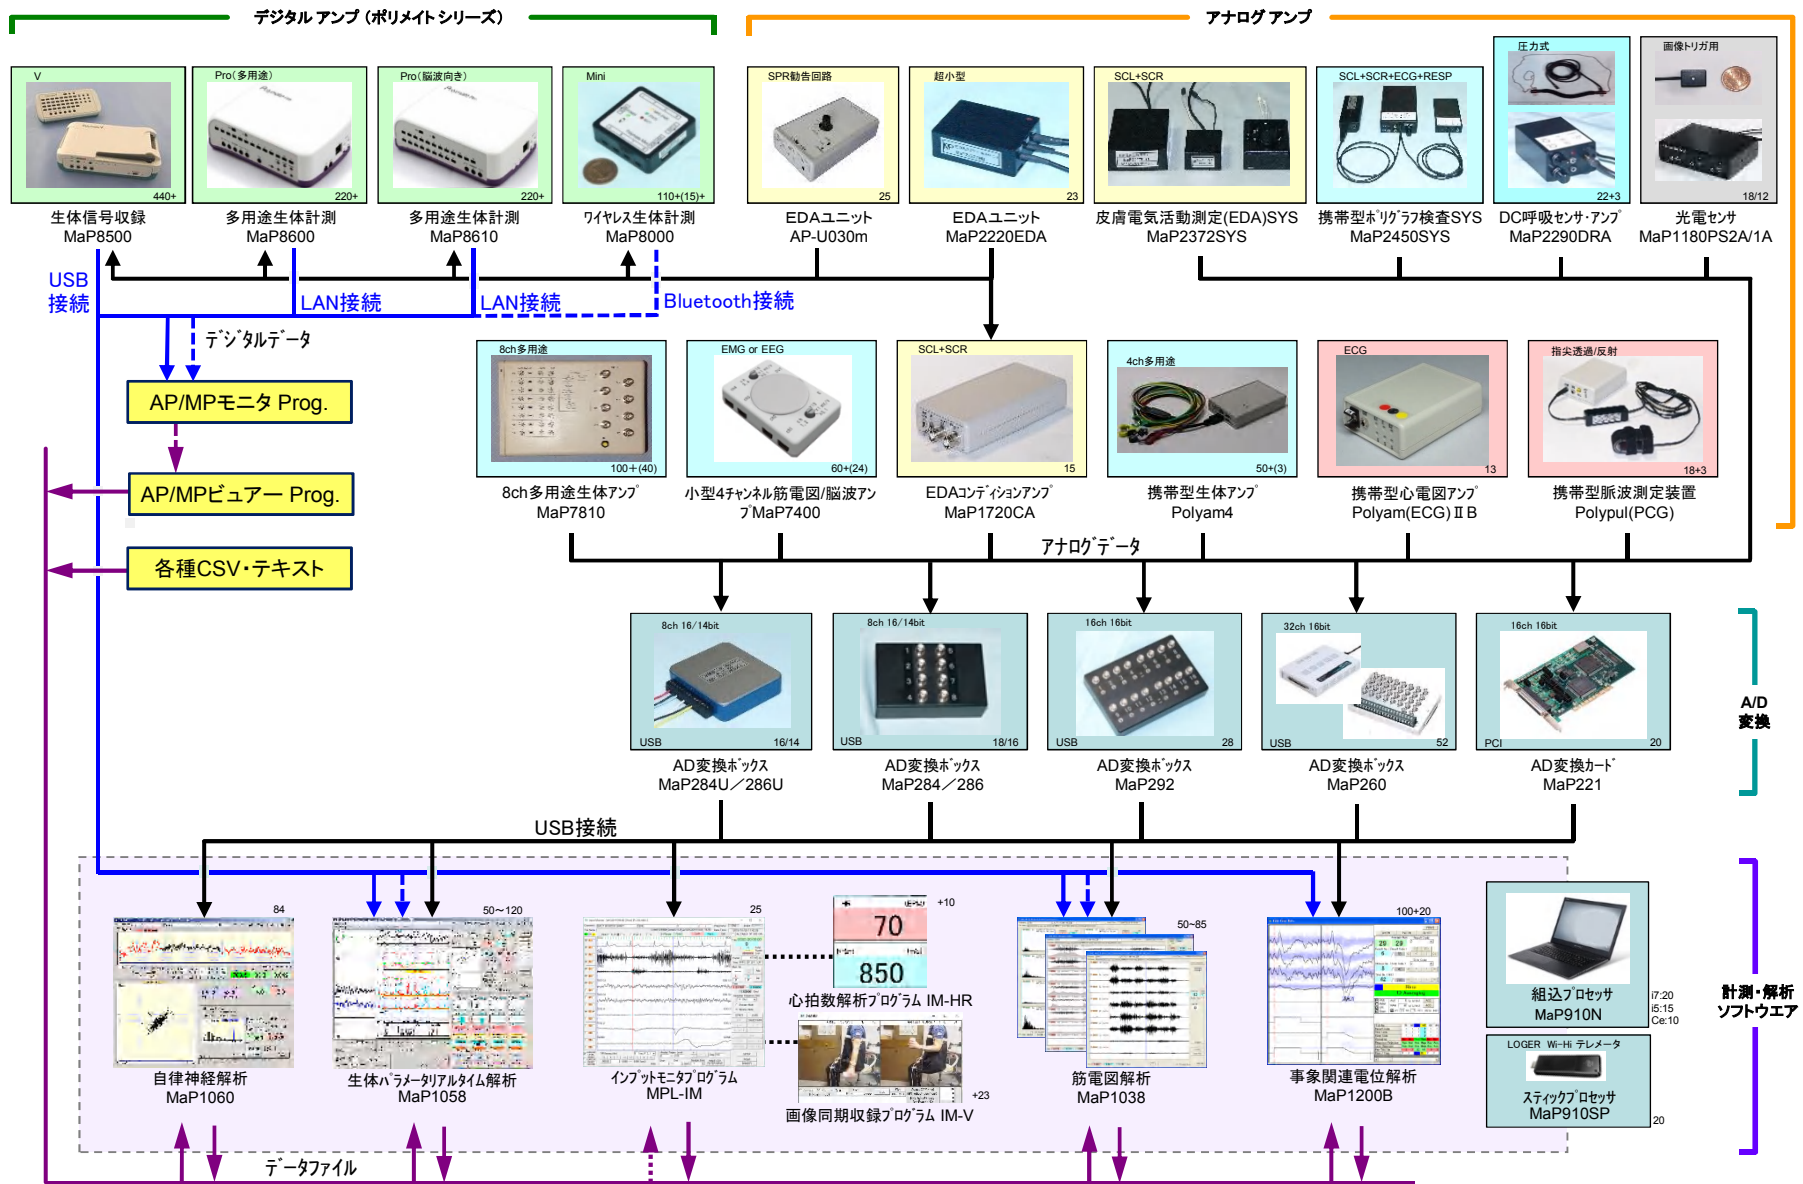 デジタル アンプ（ポリメイト シリーズ）
アナログ アンプ
V
440+
生体信号収録
MaP8500
Pro(多用途)
220+
多用途生体計測
MaP8600
Pro(脳波向き)
220+
多用途生体計測
MaP8610
Mini
110+(15)+
ﾜｲﾔﾚｽ生体計測
MaP8000
SPR勧告回路
25
EDAユニット
AP-U030m
超小型
23
EDAユニット
MaP2220EDA
SCL+SCR
皮膚電気活動測定(EDA)SYS
MaP2372SYS
SCL+SCR+ECG+RESP
携帯型ﾎﾟﾘｸﾞﾗﾌ検査SYS
MaP2450SYS
圧力式
22+3
DC呼吸ｾﾝｻ･ｱﾝﾌﾟ
MaP2290DRA
画像トリガ用
18/12
光電センサ
MaP1180PS2A/1A
USB
接続
LAN接続
LAN接続
Bluetooth接続
ﾃﾞｼﾞﾀﾙﾃﾞｰﾀ
AP/MPモニタ Prog.
AP/MPビュアー Prog.
各種CSV・テキスト
8ch多用途
100＋(40)
8ch多用途生体ｱﾝﾌﾟ
MaP7810
EMG or EEG
60+(24)
小型4ﾁｬﾝﾈﾙ筋電図/脳波ｱﾝ
ﾌﾟMaP7400
SCL+SCR
15
EDAｺﾝﾃﾞｨｼｮﾝｱﾝﾌﾟ
MaP1720CA
4ch多用途
50+(3)
携帯型生体ｱﾝﾌﾟ
Polyam4
ECG
13
携帯型心電図ｱﾝﾌﾟ
Polyam(ECG)ⅡB
指尖透過/反射
18+3
携帯型脈波測定装置
Polypul(PCG)
ｱﾅﾛｸﾞﾃﾞｰﾀ
8ch 16/14bit
USB
16/14
AD変換ﾎﾞｯｸｽ
MaP284U／286U
8ch 16/14bit
USB
18/16
AD変換ﾎﾞｯｸｽ
MaP284／286
16ch 16bit
USB
28
AD変換ﾎﾞｯｸｽ
MaP292
32ch 16bit
USB
52
AD変換ﾎﾞｯｸｽ
MaP260
16ch 16bit
PCI
20
AD変換ｶｰﾄﾞ
MaP221
A/D
変換
USB接続
84
自律神経解析
MaP1060
50～120
生体ﾊﾟﾗﾒｰﾀﾘｱﾙﾀｲﾑ解析
MaP1058
25
ｲﾝﾌﾟｯﾄﾓﾆﾀﾌﾟﾛｸﾞﾗﾑ
MPL-IM
+10
70
850
心拍数解析ﾌﾟﾛｸﾞﾗﾑ IM-HR
+23
画像同期収録ﾌﾟﾛｸﾞﾗﾑ IM-V
50~85
筋電図解析
MaP1038
100+20
事象関連電位解析
MaP1200B
組込ﾌﾟﾛｾｯｻ
MaP910N
i7:20
i5:15
Ce:10
LOGER Wi-Hi テレメータ
ｽﾃｨｯｸﾌﾟﾛｾｯｻ
MaP910SP
20
計測・解析
ソフトウエア
ﾃﾞｰﾀﾌｧｲﾙ